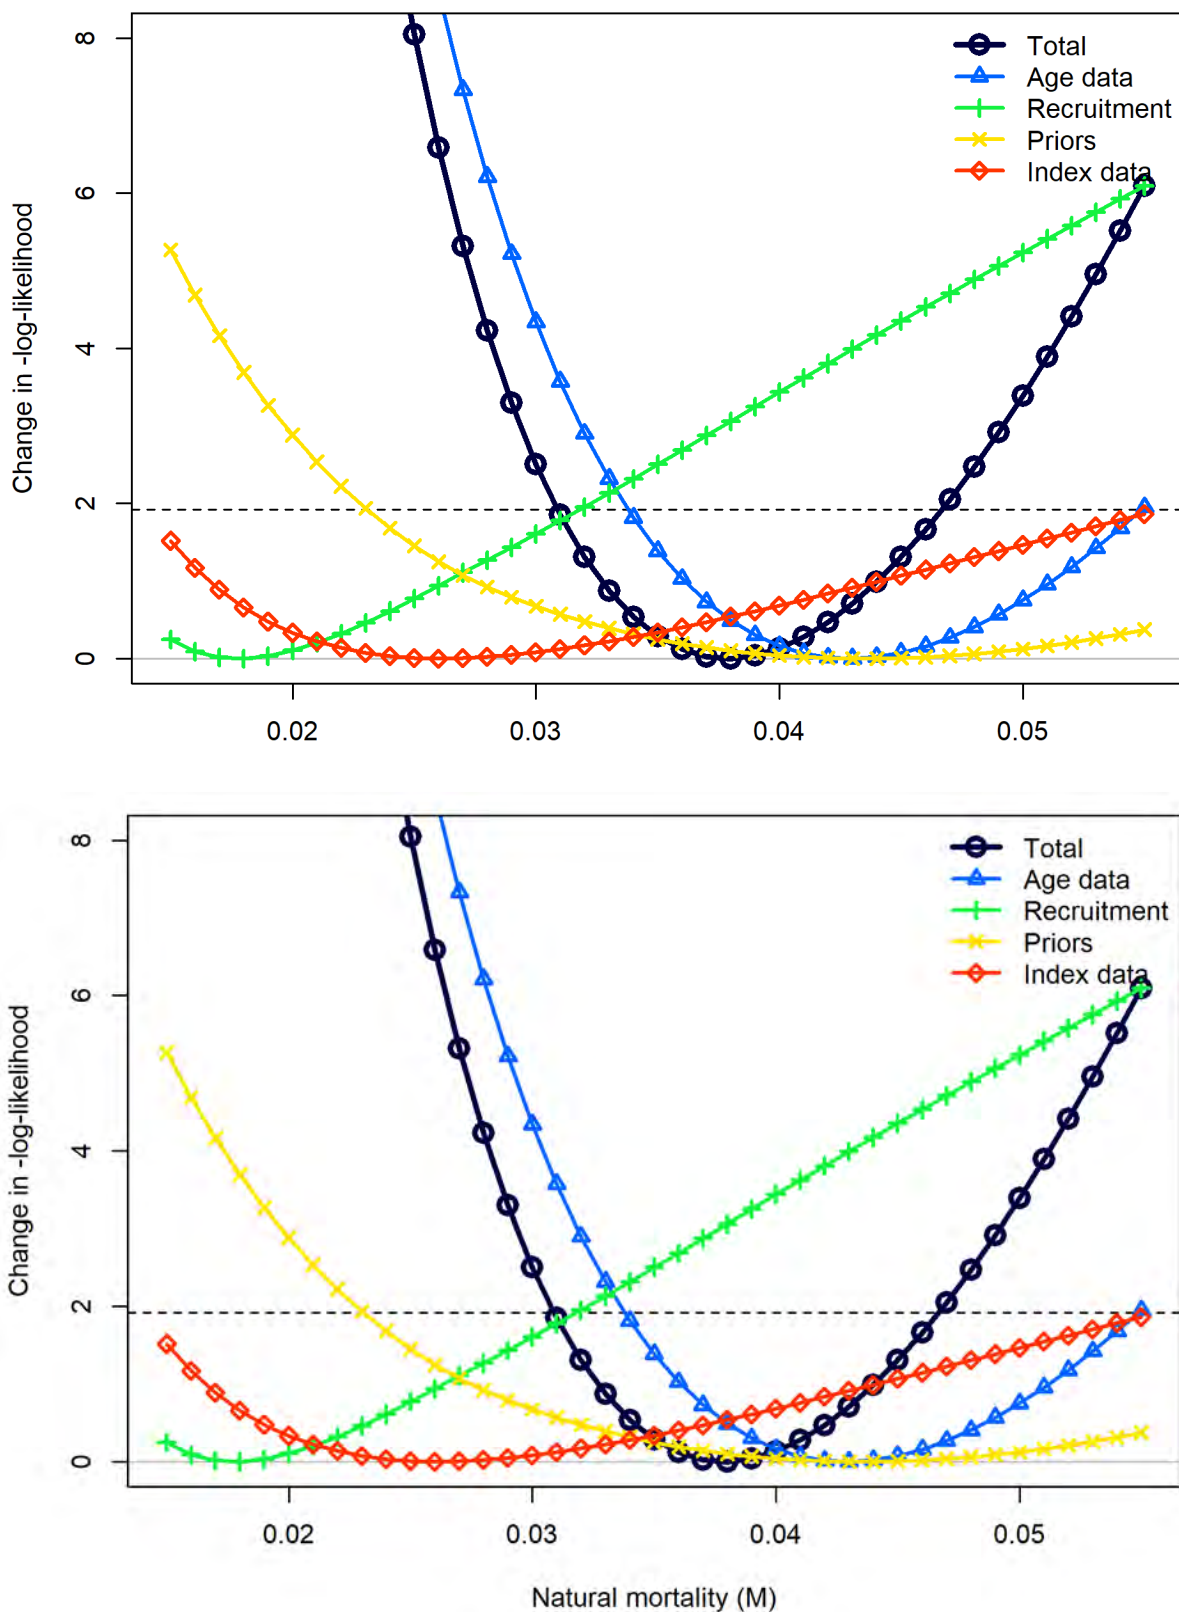 Total
Age data
Recruitment
Priors
Index data
Change in -log-likelihood
8
6
4
2
0
0.02 0.03 0.04 0.05
Total
Age data
Recruitment
Priors
Index data
Change in -log-likelihood
8
6
4
2
0
0.02 0.03 0.04 0.05
Natural mortality (M)